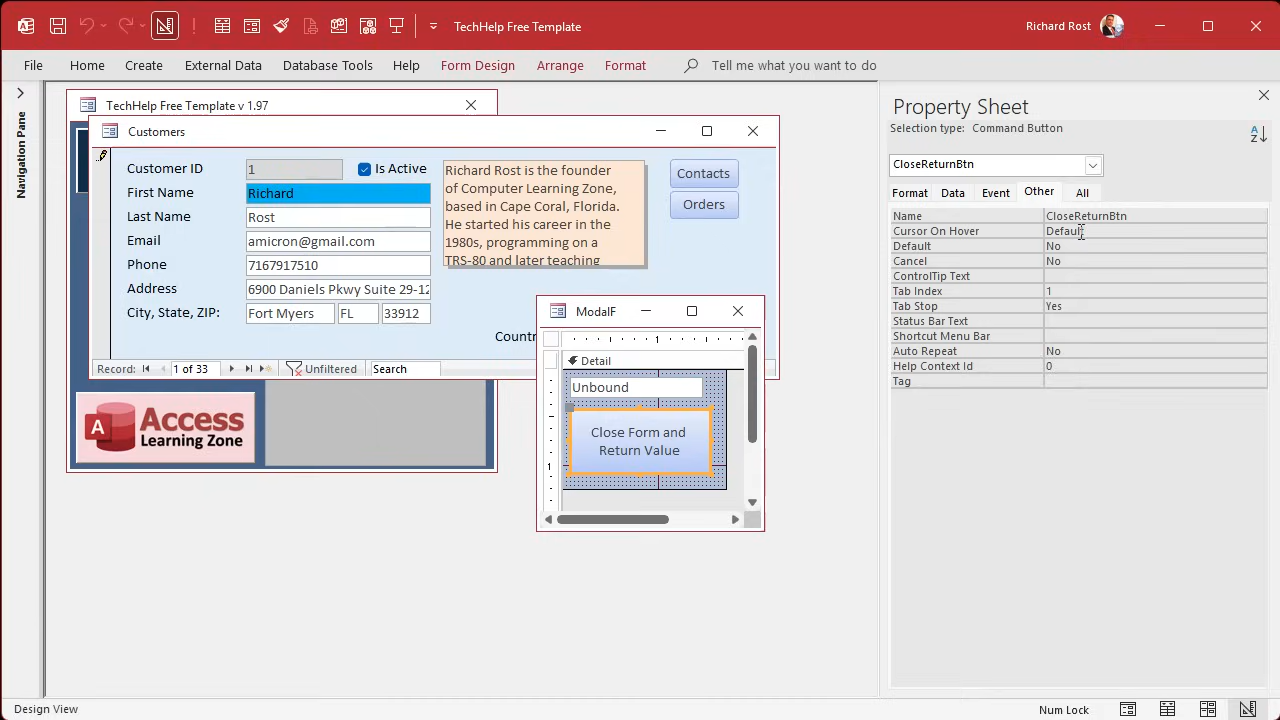 TechHelp Free Template
Richard Rost
File
Home
Create
External Data
Database Tools
Help
Form Design
Arrange
Format
Tell me what you want to do
Navigation Pane
TechHelp Free Template v 1.97
Customers
Customer ID
1
Is Active
First Name
Richard
Last Name
Rost
Email
amicron@gmail.com
Phone
7167917510
Address
6900 Daniels Pkwy Suite 29-12
City, State, ZIP:
Fort Myers
FL
33912
Richard Rost is the founder
of Computer Learning Zone,
based in Cape Coral, Florida.
He started his career in the
1980s, programming on a
TRS-80 and later teaching
Contacts
Orders
Countr
Record:
1 of 33
Unfiltered
Search
A
Access
Learning Zone
ModalF
1
Detail
Unbound
1
Close Form and
Return Value
Property Sheet
Selection type: Command Button
CloseReturnBtn
Format
Data
Event
Other
All
Name CloseReturnBtn
Cursor On Hover Default
Default No
Cancel No
ControlTip Text
Tab Index 1
Tab Stop Yes
Status Bar Text
Shortcut Menu Bar
Auto Repeat No
Help Context Id 0
Tag
Design View
Num Lock